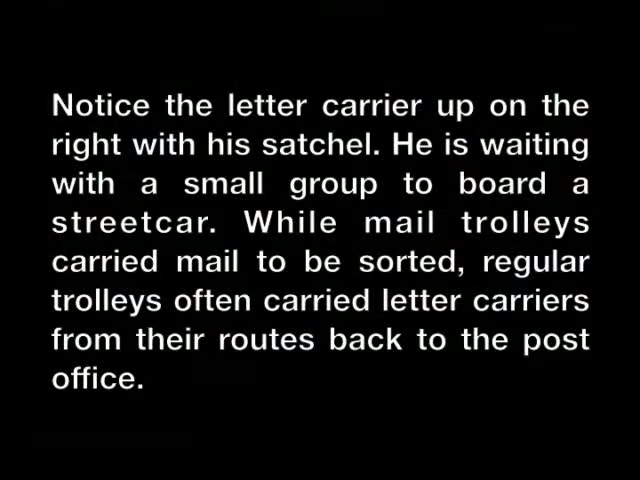 Notice the letter carrier up on the
right with his satchel. He is waiting
with a small group to board a
streetcar. While mail trolleys
carried mail to be sorted, regular
trolleys often carried letter carriers
from their routes back to the post
office.